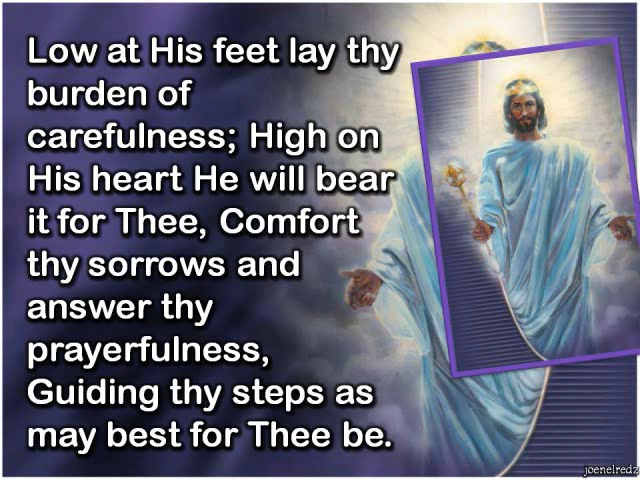 Low at His feet lay thy
burden of
carefulness; High on
His heart He will bear
it for Thee, Comfort
thy sorrows and
answer thy
prayerfulness,
Guiding thy steps as
may best for Thee be.
joenelredz